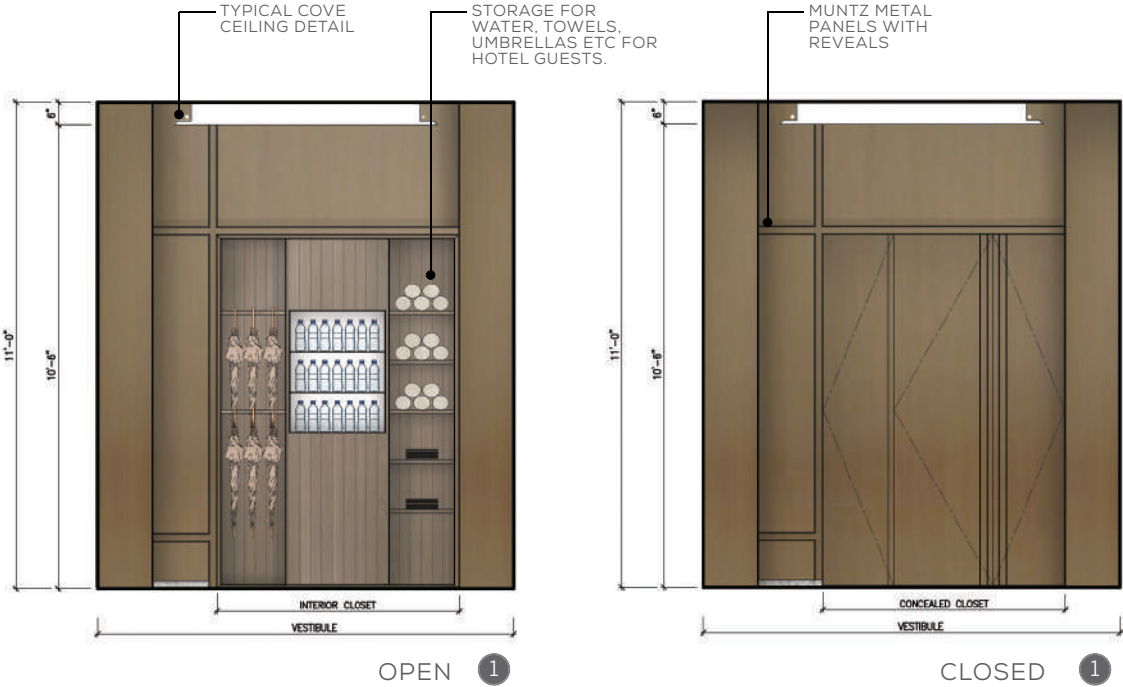 TYPICAL COVE
CEILING DETAIL
STORAGE FOR
WATER, TOWELS,
UMBRELLAS ETC FOR
HOTEL GUESTS.
MUNTZ METAL
PANELS WITH
REVEALS
6"
11'-0"
10'-6"
INTERIOR CLOSET
VESTIBULE
OPEN 1
6"
11'-0"
10'-6"
CONCEALED CLOSET
VESTIBULE
CLOSED 1